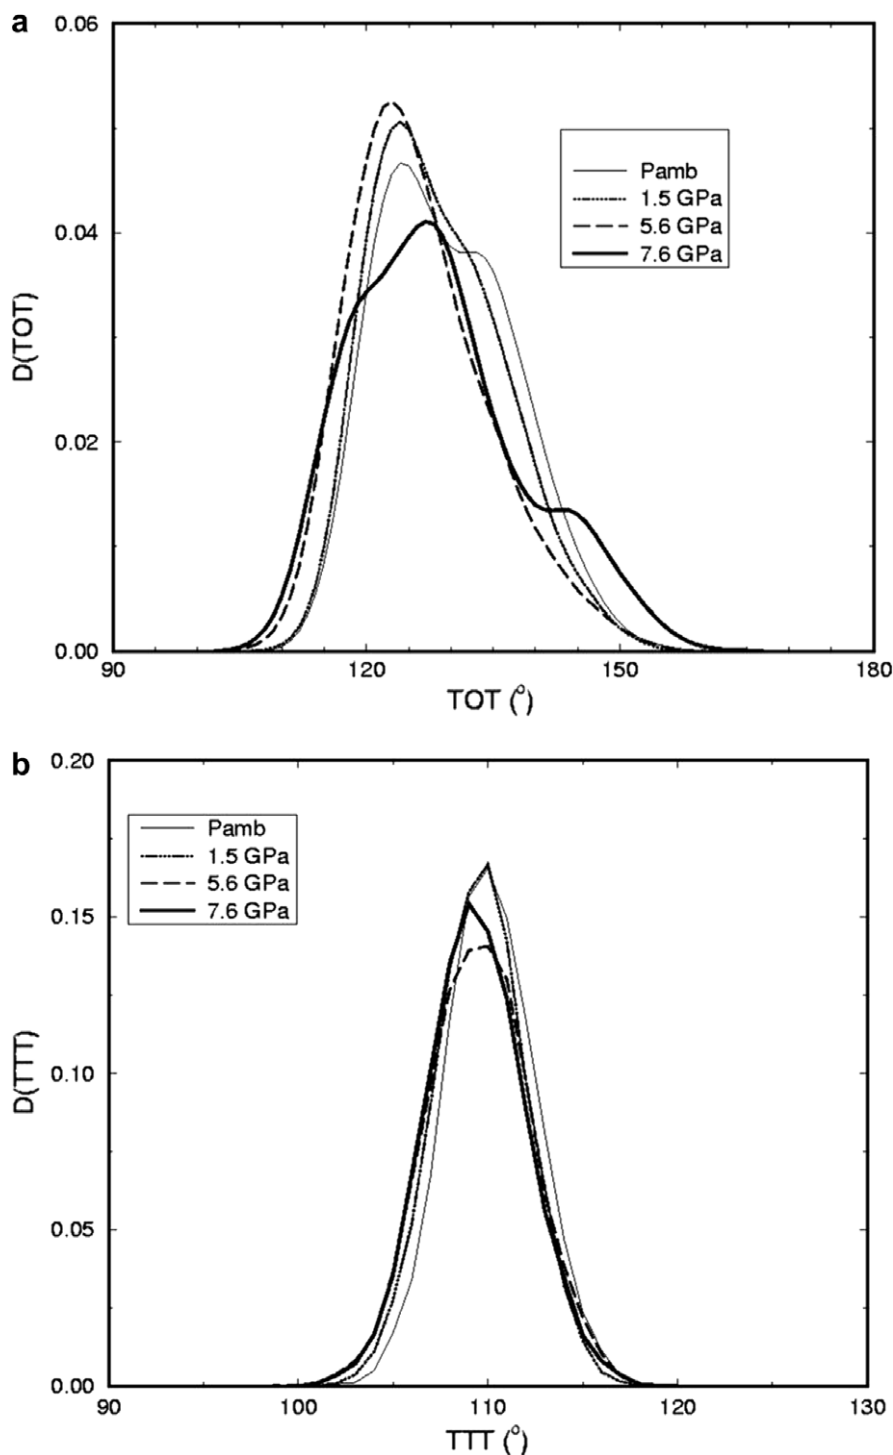 a
0.06
0.04
0.02
0.00
D(TOT)
Pamb
1.5 GPa
5.6 GPa
7.6 GPa
90
120
150
180
TOT (°)
b
0.20
0.15
0.10
0.05
0.00
D(TTT)
Pamb
1.5 GPa
5.6 GPa
7.6 GPa
90
100
110
120
130
TTT (°)